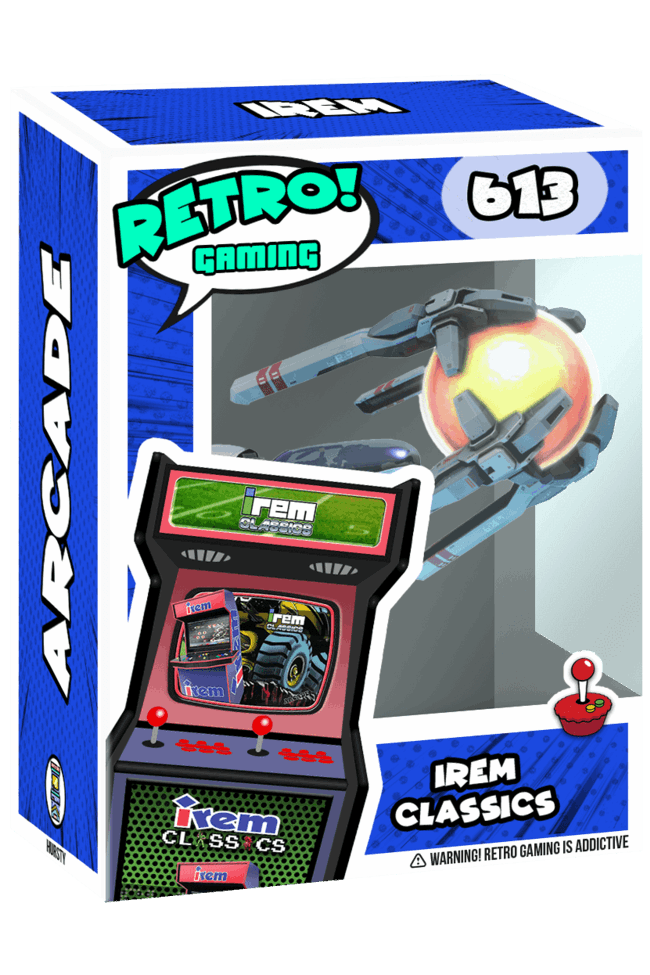 IREM
RETRO!
GAMING
613
ARCADE
irem
CLASSICS
irem
irem
CLASSICS
irem
irem
CLASSICS
irem
IREM
CLASSICS
WARNING! RETRO GAMING IS ADDICTIVE
HURSTY